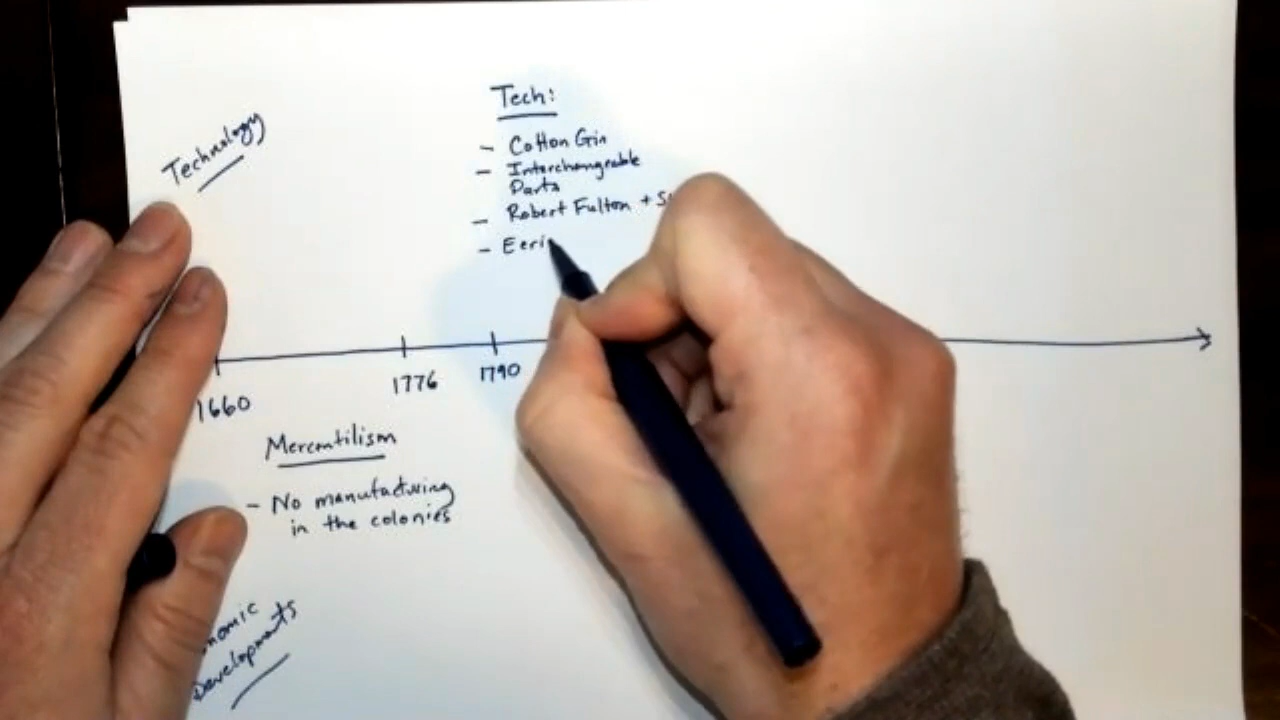 Technology
Tech:
- Cotton Gin
- Interchangeable
Parts
- Robert Fulton +
- Eeri
1660
1776
1790
Mercantilism
- No manufacturing
in the colonies
Developments